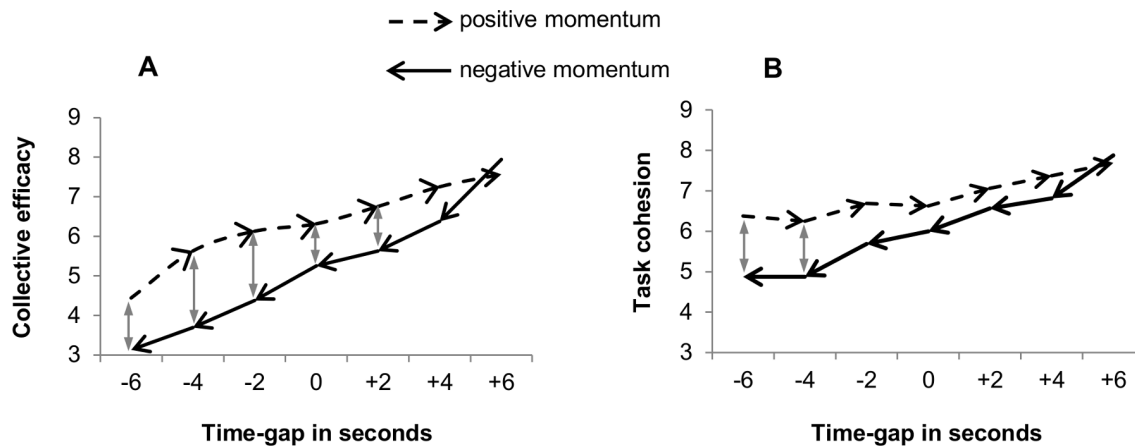 positive momentum
negative momentum
A
Collective efficacy
9
8
7
6
5
4
3
-6 -4 -2 0 +2 +4 +6
Time-gap in seconds
B
Task cohesion
9
8
7
6
5
4
3
-6 -4 -2 0 +2 +4 +6
Time-gap in seconds